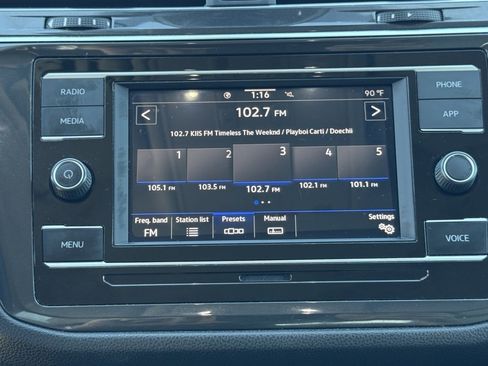 RADIO
MEDIA
MENU
PHONE
APP
VOICE
1:16 90 °F
< 102.7 FM >
102.7 KIIS FM Timeless The Weeknd / Playboi Carti / Doechii
1 2 3 4 5
105.1 FM 103.5 FM 102.7 FM 102.1 FM 101.1 FM
Freq. band Station list Presets Manual Settings
FM